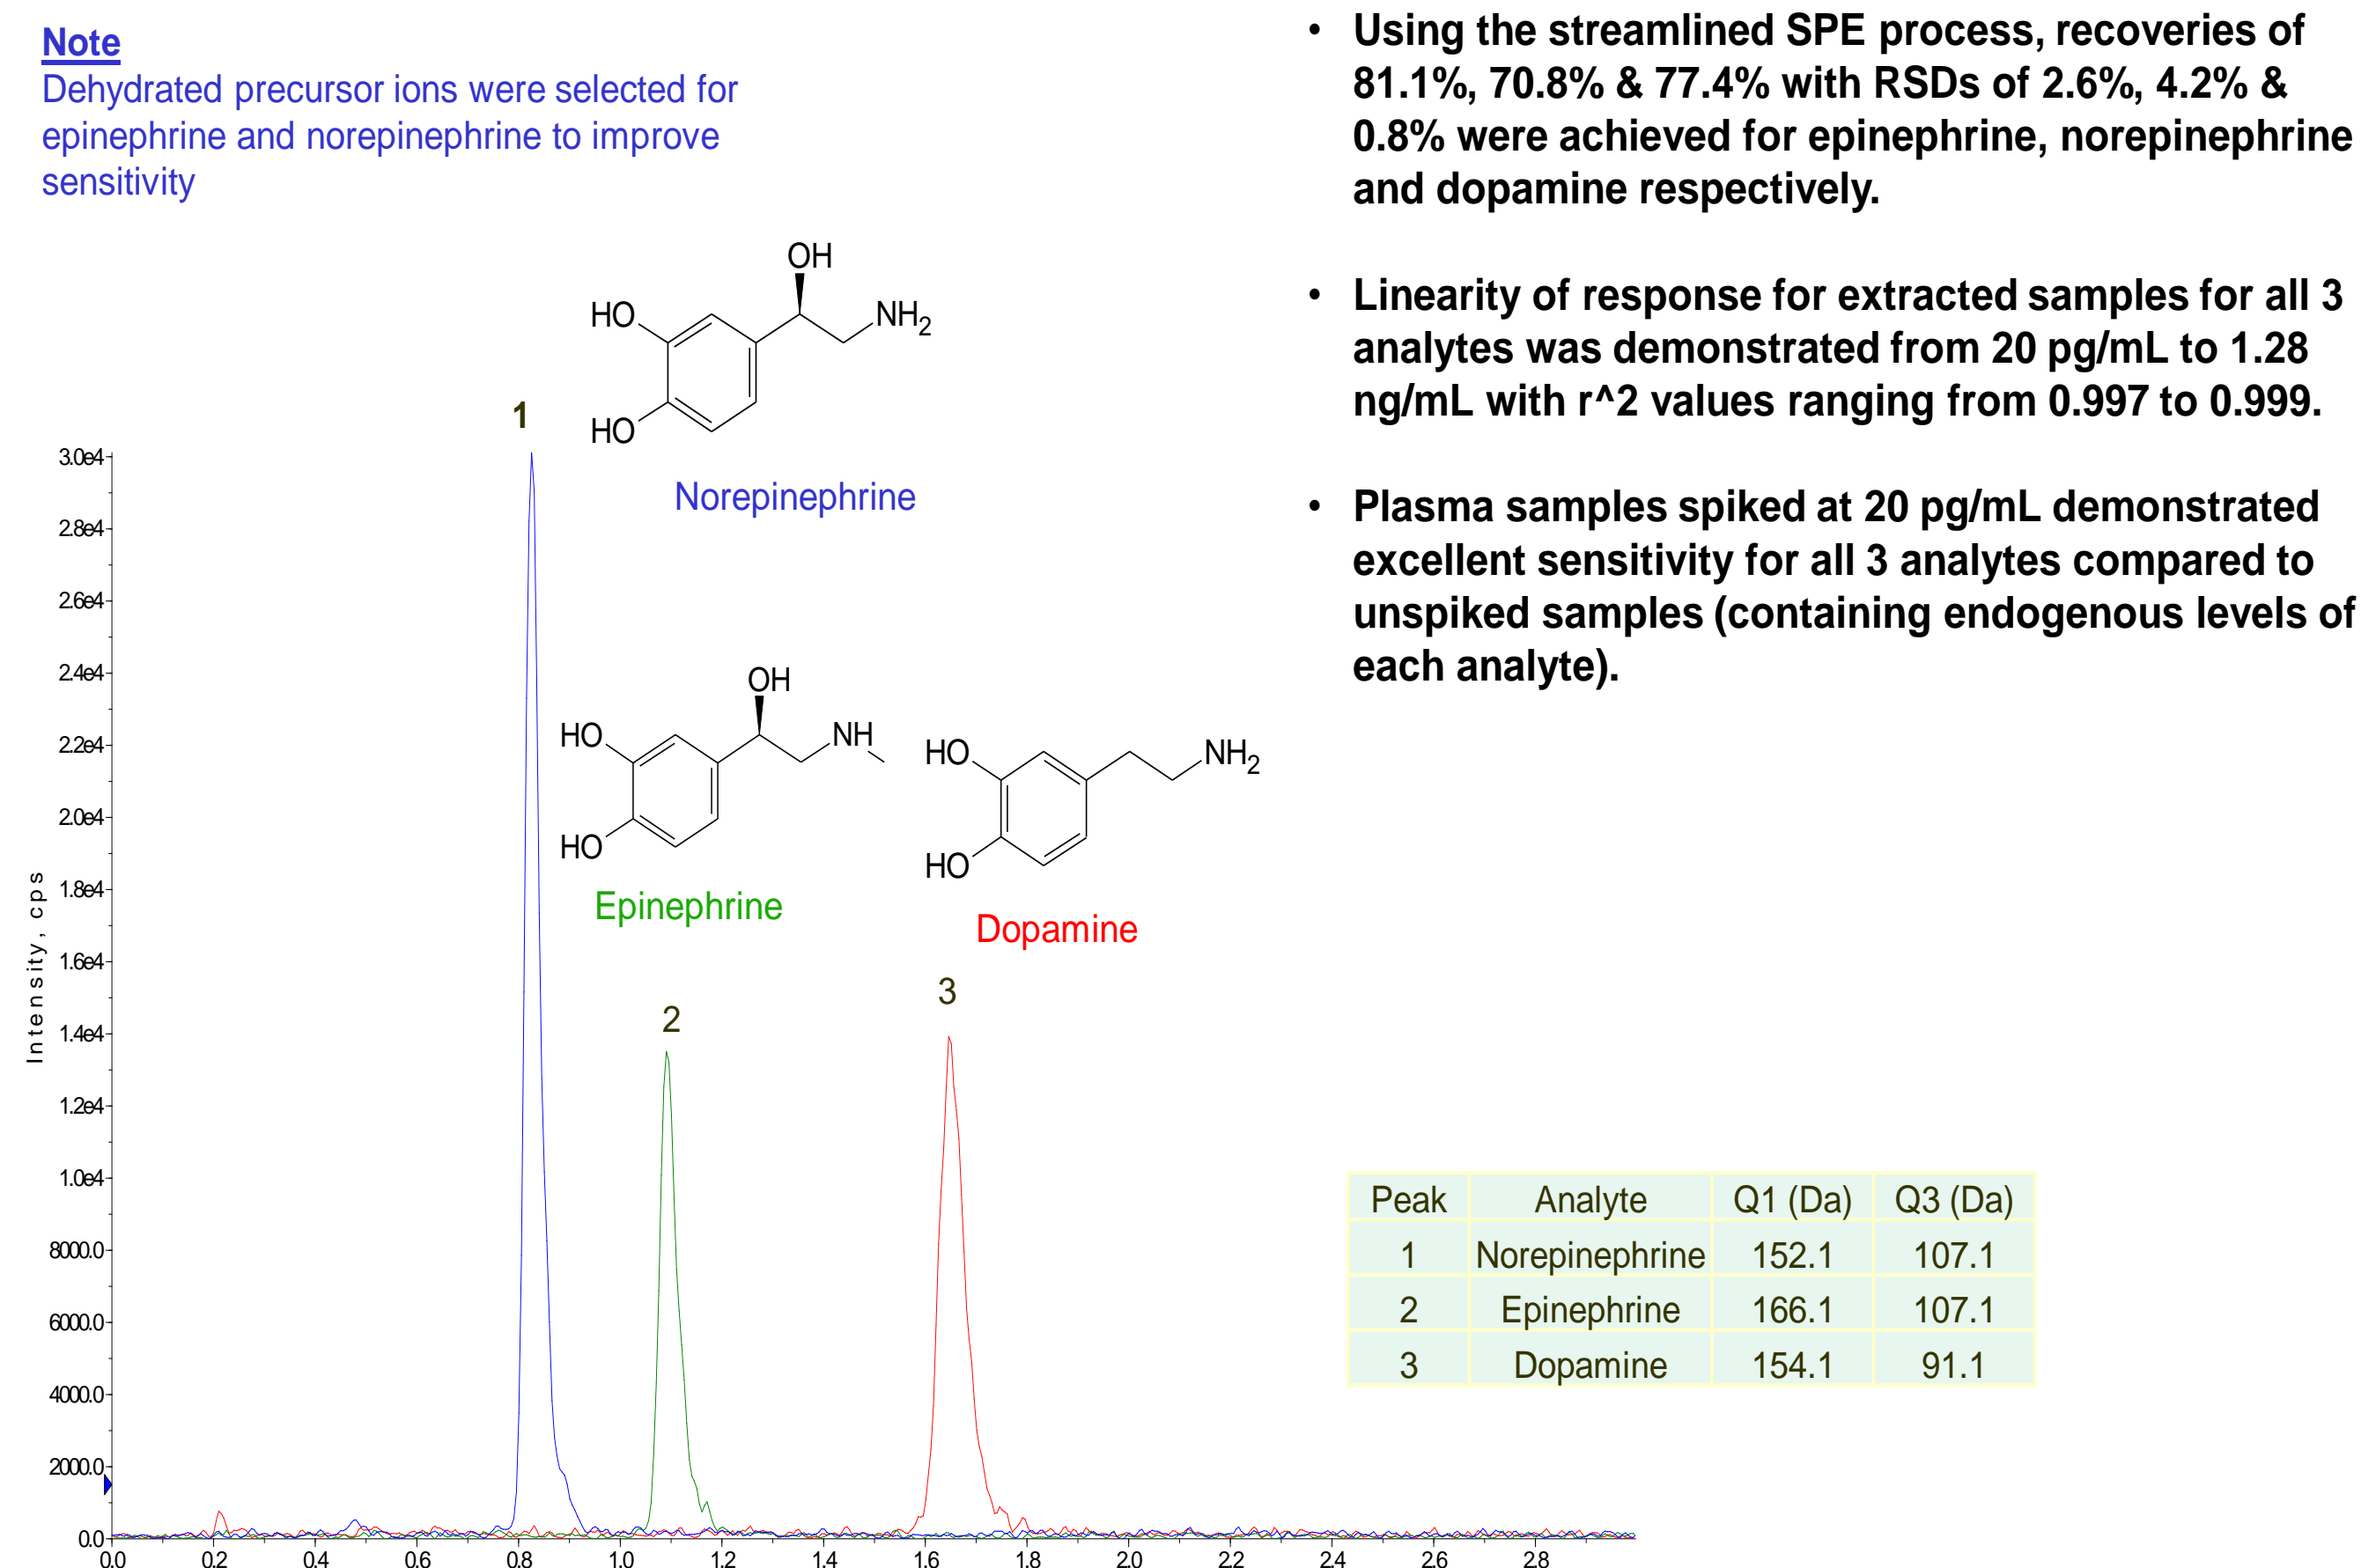 Note
Dehydrated precursor ions were selected for
epinephrine and norepinephrine to improve
sensitivity
• Using the streamlined SPE process, recoveries of
81.1%, 70.8% & 77.4% with RSDs of 2.6%, 4.2% &
0.8% were achieved for epinephrine, norepinephrine
and dopamine respectively.
• Linearity of response for extracted samples for all 3
analytes was demonstrated from 20 pg/mL to 1.28
ng/mL with r^2 values ranging from 0.997 to 0.999.
• Plasma samples spiked at 20 pg/mL demonstrated
excellent sensitivity for all 3 analytes compared to
unspiked samples (containing endogenous levels of
each analyte).
OH
HO
NH2
HO
Norepinephrine
1
OH
HO
NH
HO
Epinephrine
HO
NH2
HO
Dopamine
2
3
Intensity, cps
3.0e4
2.8e4
2.6e4
2.4e4
2.2e4
2.0e4
1.8e4
1.6e4
1.4e4
1.2e4
1.0e4
8000.0
6000.0
4000.0
2000.0
0.0
0.0 0.2 0.4 0.6 0.8 1.0 1.2 1.4 1.6 1.8 2.0 2.2 2.4 2.6 2.8
Peak Analyte Q1 (Da) Q3 (Da)
1 Norepinephrine 152.1 107.1
2 Epinephrine 166.1 107.1
3 Dopamine 154.1 91.1